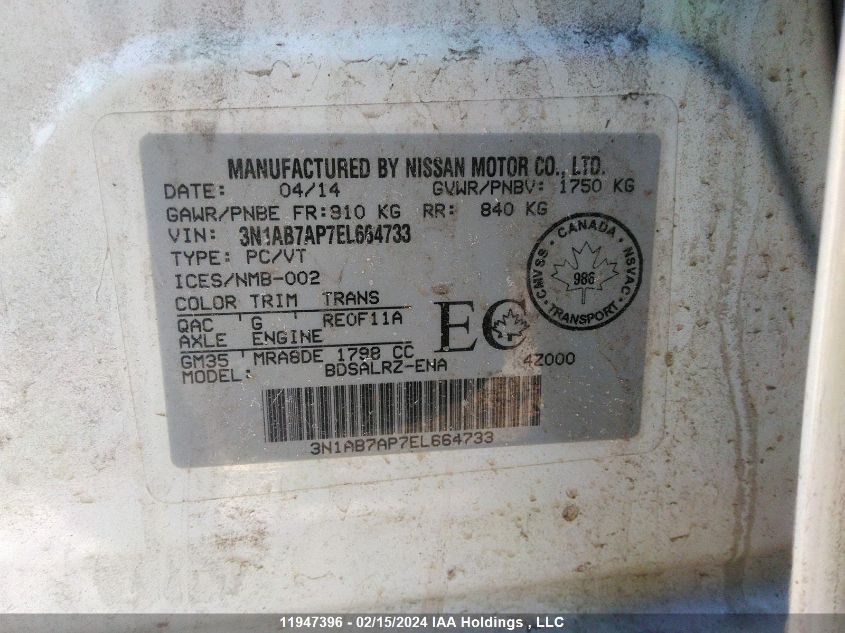 MANUFACTURED BY NISSAN MOTOR CO., LTD.
DATE: 04/14 GVWR/PNBV: 1750 KG
GAWR/PNBE FR: 910 KG RR: 840 KG
VIN: 3N1AB7AP7EL664733
TYPE: PC/VT
ICES/NMB-002
COLOR TRIM TRANS
QAC G RE0F11A
AXLE ENGINE
GM35 MRA8DE 1798 CC
MODEL: BDSALRZ-ENA
EC
4Z000
CANADA
CMVSS NSVAC
986
TRANSPORT
3N1AB7AP7EL664733
11947396 - 02/15/2024 IAA Holdings , LLC